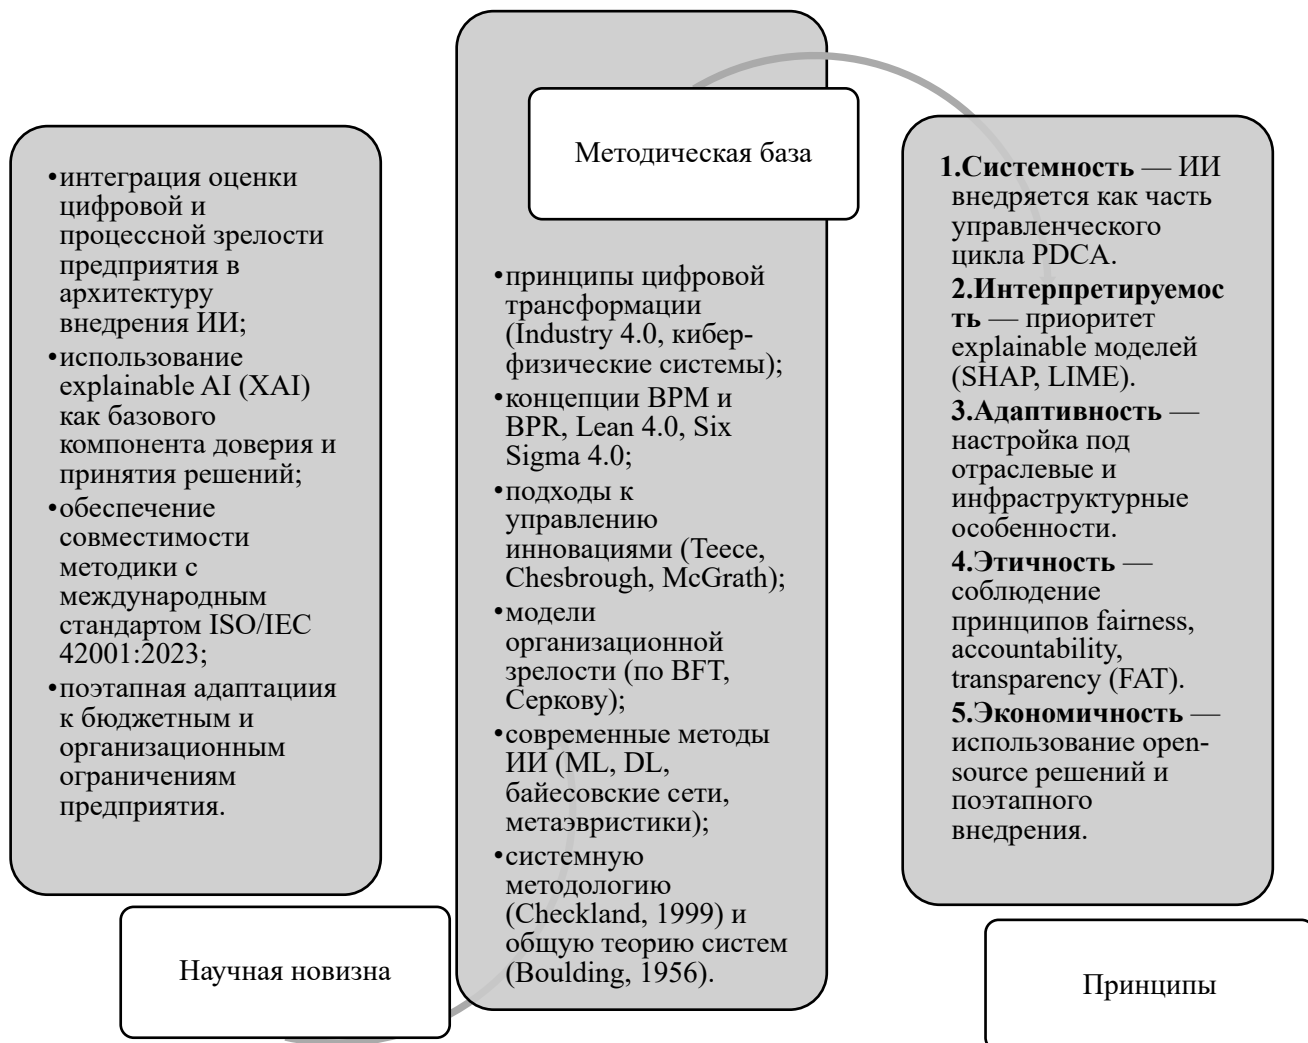 •интеграция оценки
цифровой и
процессной зрелости
предприятия в
архитектуру
внедрения ИИ;
•использование
explainable AI (XAI)
как базового
компонента доверия и
принятия решений;
•обеспечение
совместимости
методики с
международным
стандартом ISO/IEC
42001:2023;
•поэтапная адаптациия
к бюджетным и
организационным
ограничениям
предприятия.
Научная новизна
Методическая база
•принципы цифровой
трансформации
(Industry 4.0, кибер-
физические системы);
•концепции BPM и
BPR, Lean 4.0, Six
Sigma 4.0;
•подходы к
управлению
инновациями (Teece,
Chesbrough, McGrath);
•модели
организационной
зрелости (по BFT,
Серкову);
•современные методы
ИИ (ML, DL,
байесовские сети,
метаэвристики);
•системную
методологию
(Checkland, 1999) и
общую теорию систем
(Boulding, 1956).
1.Системность — ИИ
внедряется как часть
управленческого
цикла PDCA.
2.Интерпретируемос
ть — приоритет
explainable моделей
(SHAP, LIME).
3.Адаптивность —
настройка под
отраслевые и
инфраструктурные
особенности.
4.Этичность —
соблюдение
принципов fairness,
accountability,
transparency (FAT).
5.Экономичность —
использование open-
source решений и
поэтапного
внедрения.
Принципы